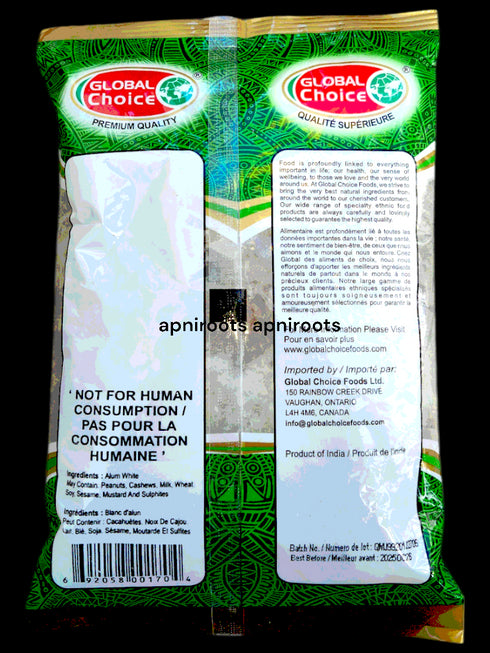 GLOBAL
Choice
PREMIUM QUALITY
' NOT FOR HUMAN
CONSUMPTION /
PAS POUR LA
CONSOMMATION
HUMAINE '
Ingredients : Alum White
May Contain: Peanuts, Cashews, Milk, Wheat
Soy, Sesame, Mustard And Sulphites
Ingrédients : Blanc d'alun
Peut Contenir : Cacahuètes, Noix De Cajou
Lait, Blé, Soja, Sésame, Moutarde Et Sulfites
6 92058 00170 4
GLOBAL
Choice
QUALITÉ SUPÉRIEURE
Food is profoundly linked to everything
important in life, our health, our sense of
wellbeing, to those we love and the very world
around us. At Global Choice Foods, we strive to
bring the very best natural ingredients from
around the world to our cherished customers.
Our wide range of specialty ethnic food
products are always carefully and lovingly
selected to guarantee the highest quality.
Alimentaire est profondément lié à toutes les
données importantes dans la vie ; notre santé,
notre sentiment de bien-être, de ceux que nous
aimons et le monde qui nous entoure. Chez
Global des aliments de choix, nous nous
efforçons d'apporter les meilleurs ingrédients
naturels de partout dans le monde à nos
précieux clients. Notre large gamme de
produits alimentaires ethniques spécialisés
sont toujours soigneusement et
amoureusement sélectionnés pour garantir la
meilleure qualité.
apniroots apniroots
For More Information Please Visit
Pour en savoir plus
www.globalchoicefoods.com
Imported by / Importé par:
Global Choice Foods Ltd.
150 RAINBOW CREEK DRIVE
VAUGHAN, ONTARIO
L4H 4M6, CANADA
info@globalchoicefoods.com
Product of India / Produit de l'inde
Batch No. / Numero de lot :
Best Before / Meilleur avant :